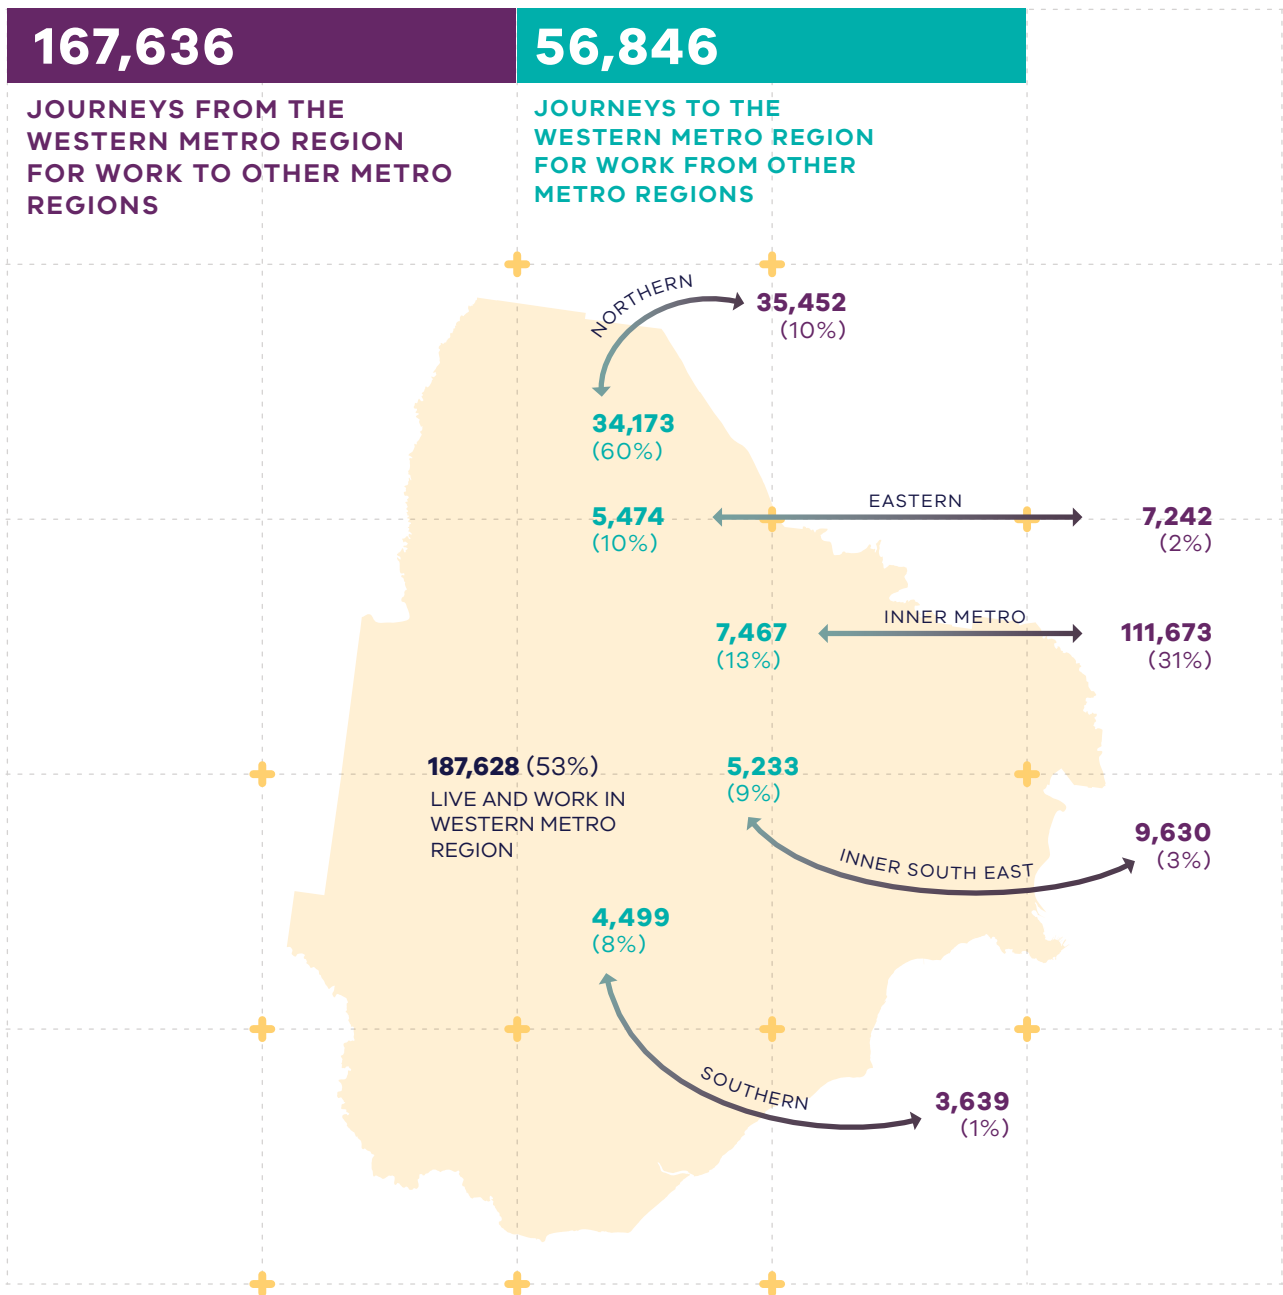 167,636
JOURNEYS FROM THE
WESTERN METRO REGION
FOR WORK TO OTHER METRO
REGIONS
56,846
JOURNEYS TO THE
WESTERN METRO REGION
FOR WORK FROM OTHER
METRO REGIONS
NORTHERN
35,452
(10%)
34,173
(60%)
EASTERN
5,474
(10%)
7,242
(2%)
INNER METRO
7,467
(13%)
111,673
(31%)
187,628 (53%)
LIVE AND WORK IN
WESTERN METRO
REGION
5,233
(9%)
INNER SOUTH EAST
9,630
(3%)
4,499
(8%)
SOUTHERN
3,639
(1%)